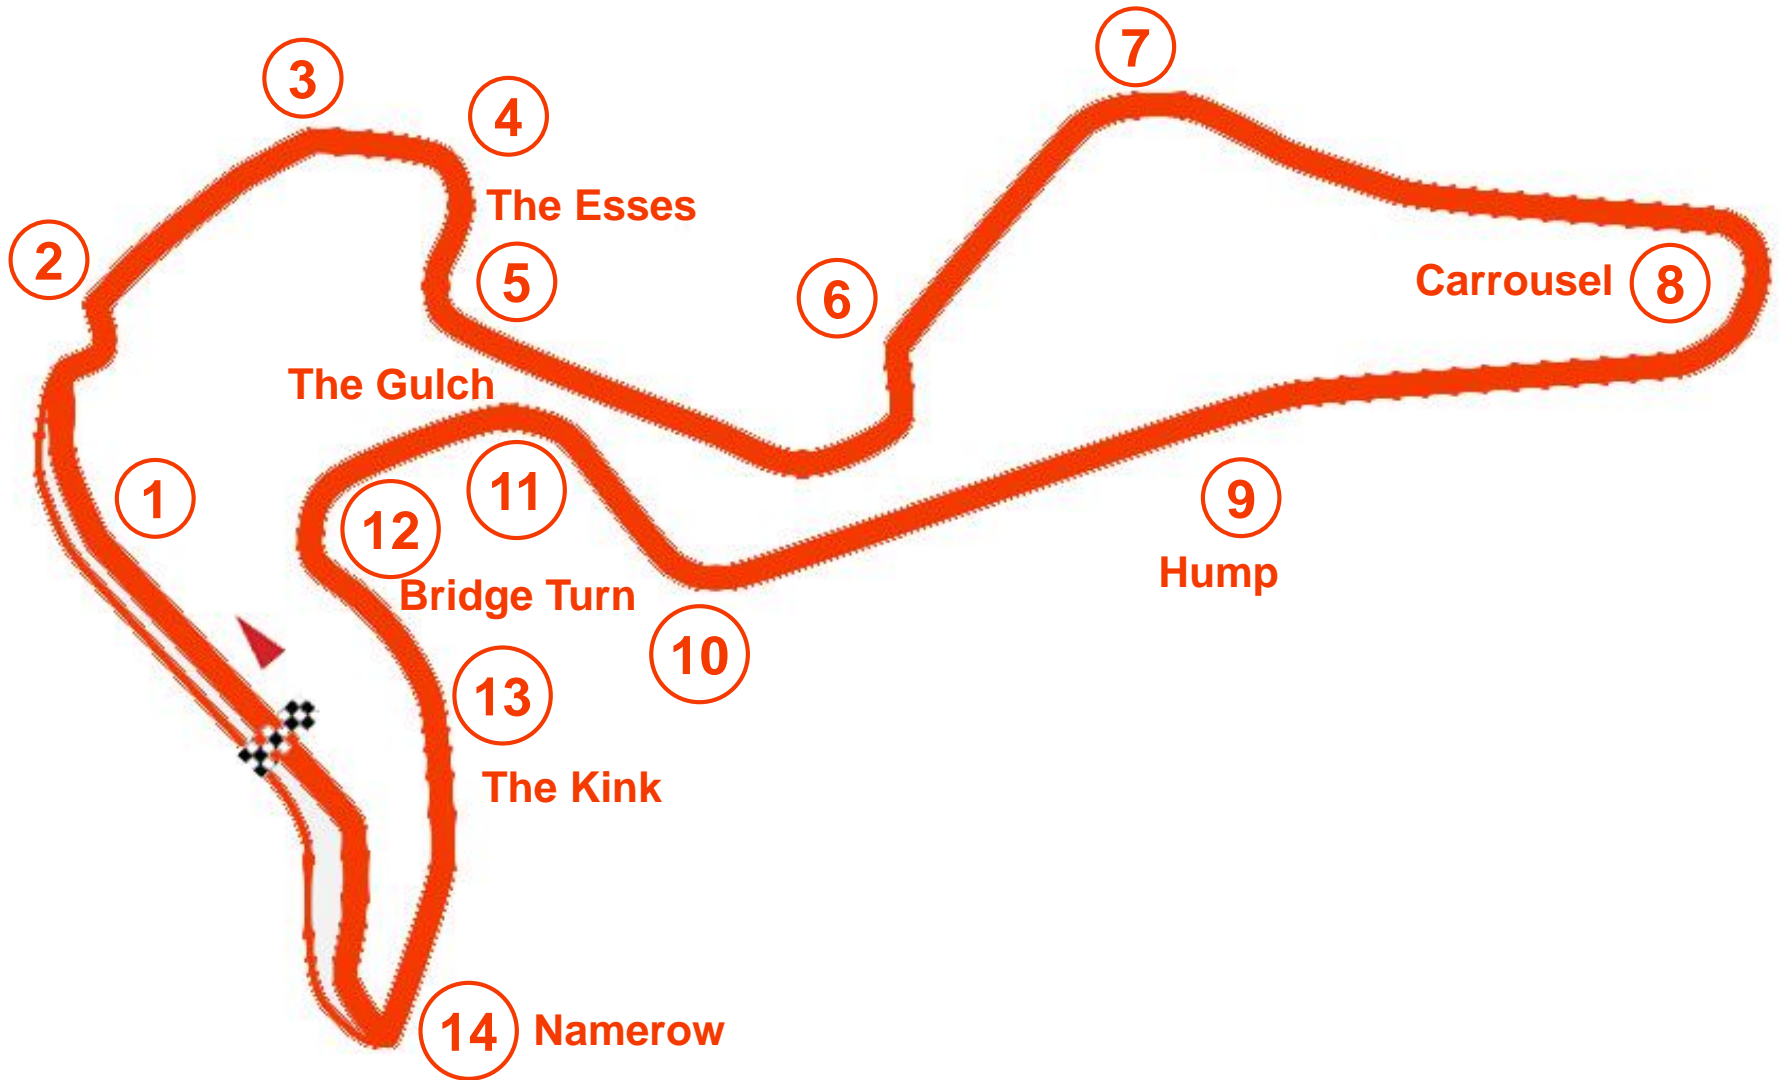 7
3
4
The Esses
2
5
6
Carrousel 8
The Gulch
1
11
9
12
Hump
Bridge Turn
10
13
The Kink
14 Namerow